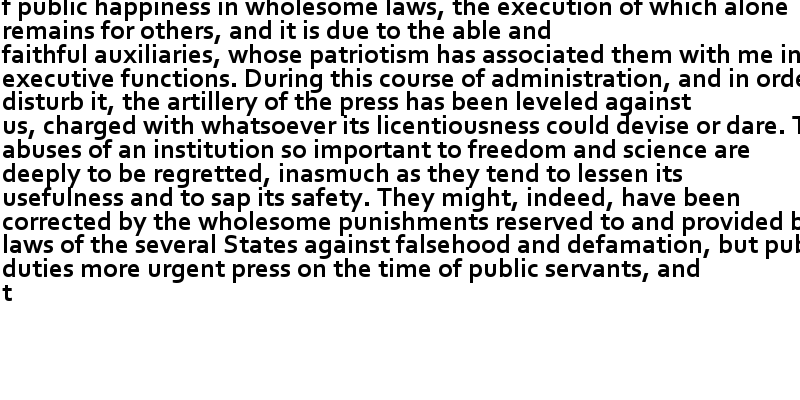 f public happiness in wholesome laws, the execution of which alone
remains for others, and it is due to the able and
faithful auxiliaries, whose patriotism has associated them with me in
executive functions. During this course of administration, and in orde
disturb it, the artillery of the press has been leveled against
us, charged with whatsoever its licentiousness could devise or dare. T
abuses of an institution so important to freedom and science are
deeply to be regretted, inasmuch as they tend to lessen its
usefulness and to sap its safety. They might, indeed, have been
corrected by the wholesome punishments reserved to and provided b
laws of the several States against falsehood and defamation, but pub
duties more urgent press on the time of public servants, and
t